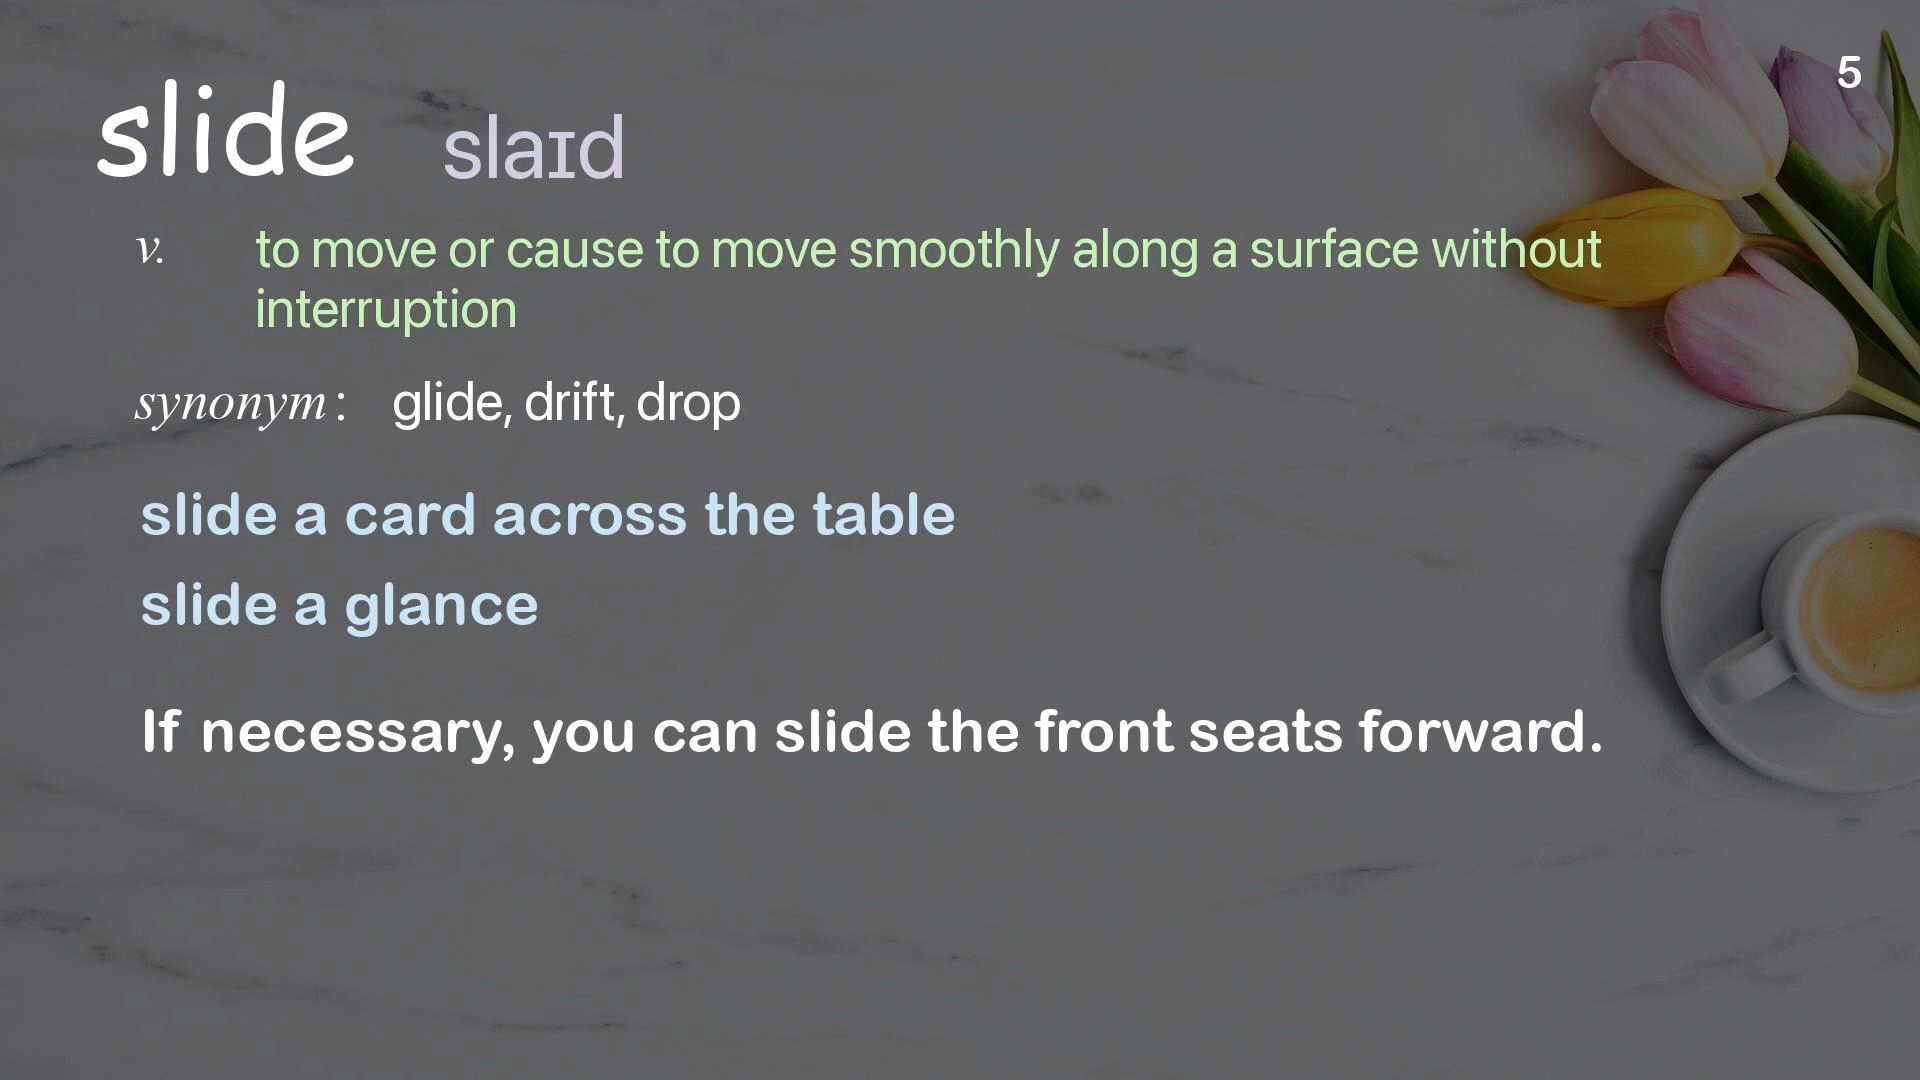 5
slide slaɪd
v. to move or cause to move smoothly along a surface without
interruption
synonym: glide, drift, drop
slide a card across the table
slide a glance
If necessary, you can slide the front seats forward.